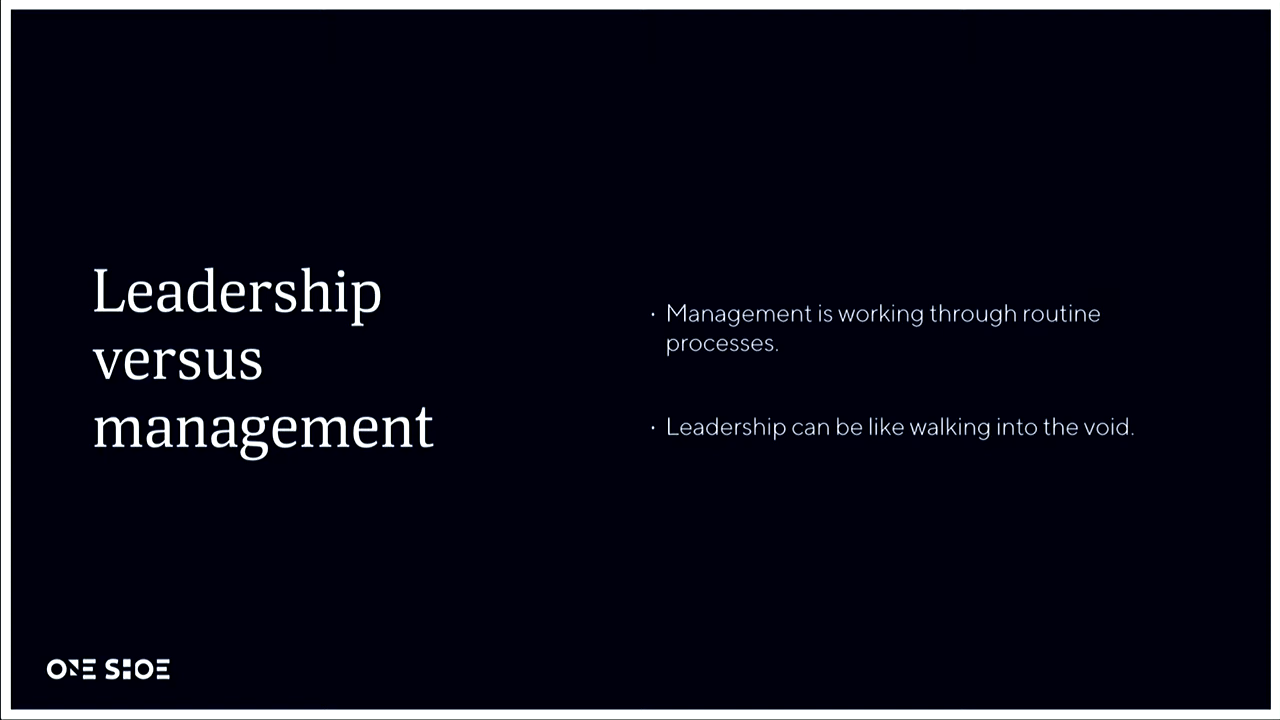 Leadership
versus
management
· Management is working through routine
processes.
· Leadership can be like walking into the void.
ONE SHOE